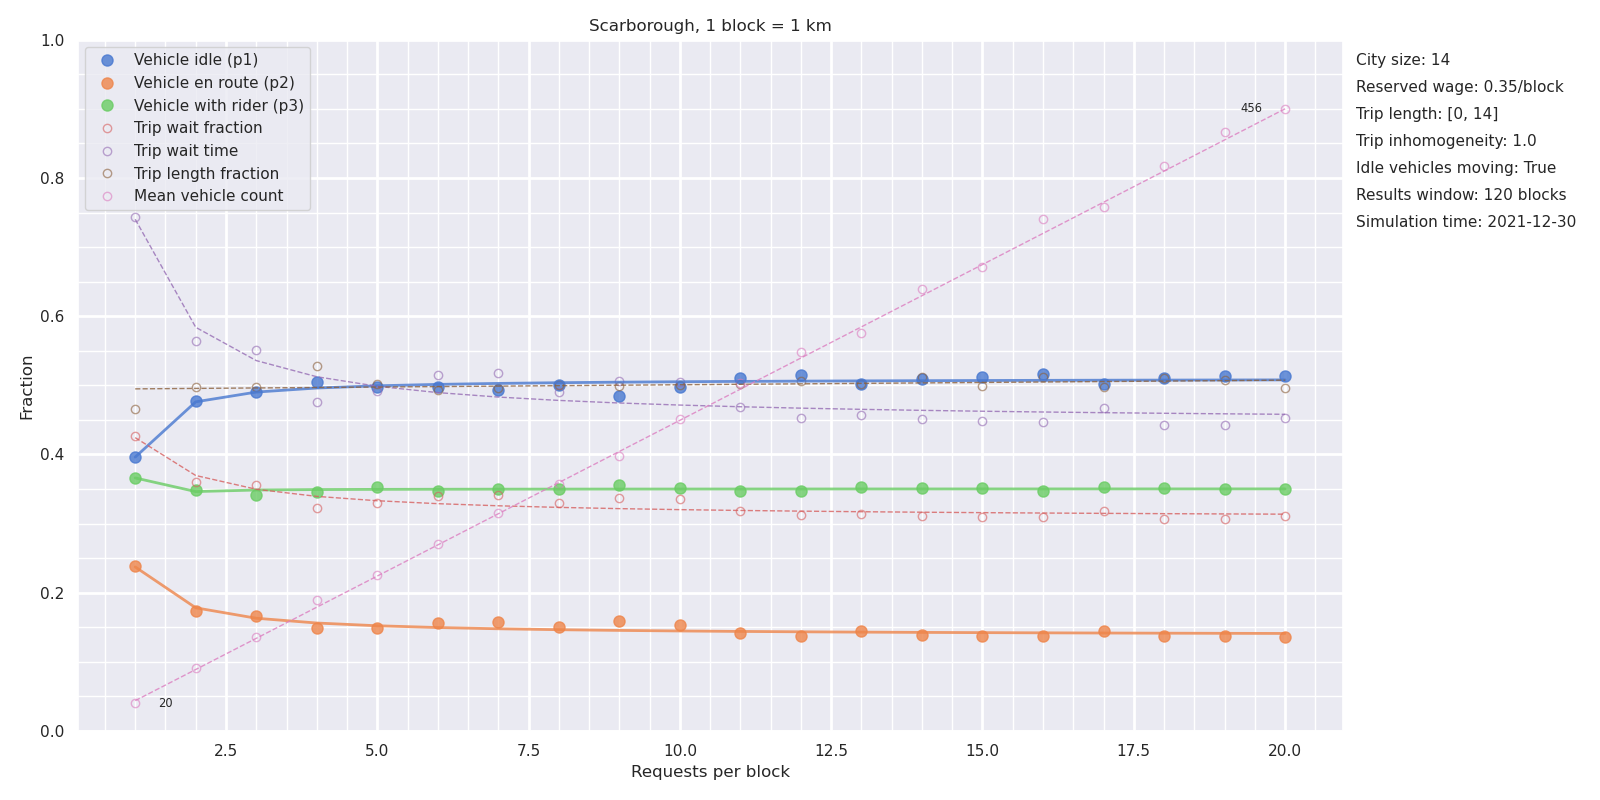 Scarborough, 1 block = 1 km
1.0
0.8
0.6
0.4
0.2
0.0
Fraction
Vehicle idle (p1)
Vehicle en route (p2)
Vehicle with rider (p3)
Trip wait fraction
Trip wait time
Trip length fraction
Mean vehicle count
456
20
City size: 14
Reserved wage: 0.35/block
Trip length: [0, 14]
Trip inhomogeneity: 1.0
Idle vehicles moving: True
Results window: 120 blocks
Simulation time: 2021-12-30
2.5 5.0 7.5 10.0 12.5 15.0 17.5 20.0
Requests per block